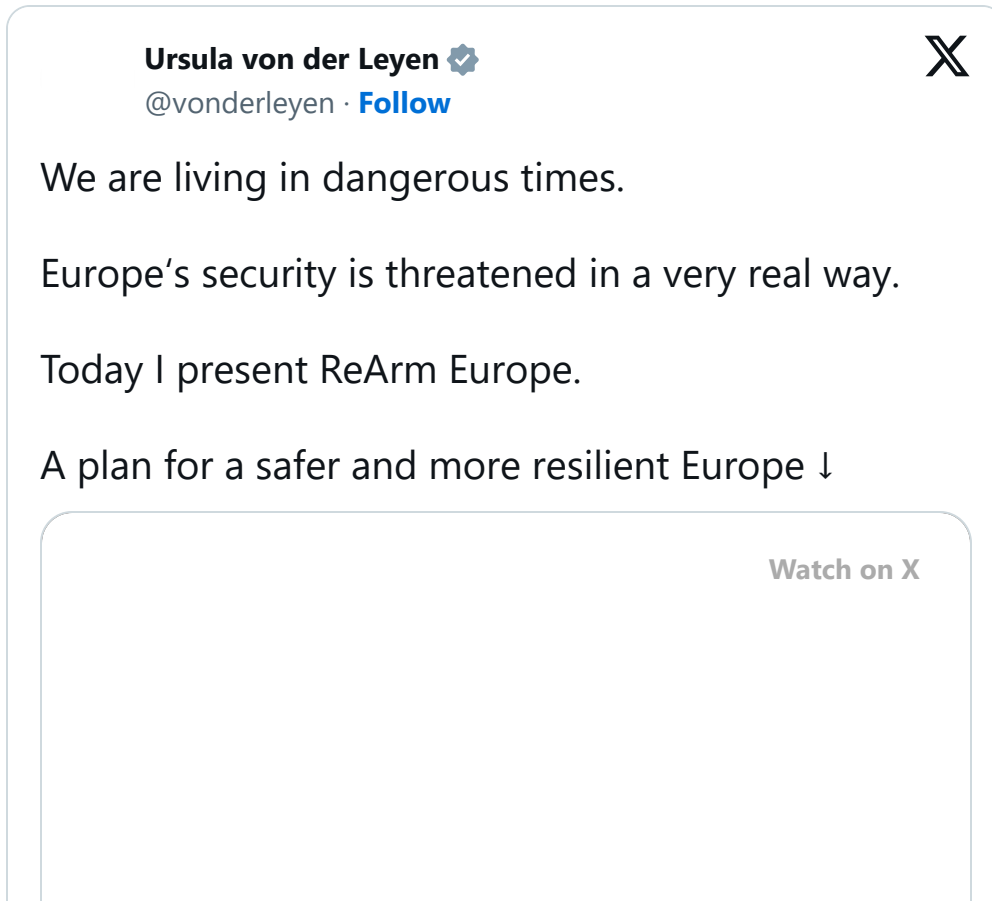 Ursula von der Leyen
@vonderleyen · Follow
We are living in dangerous times.
Europe‘s security is threatened in a very real way.
Today I present ReArm Europe.
A plan for a safer and more resilient Europe ↓
Watch on X